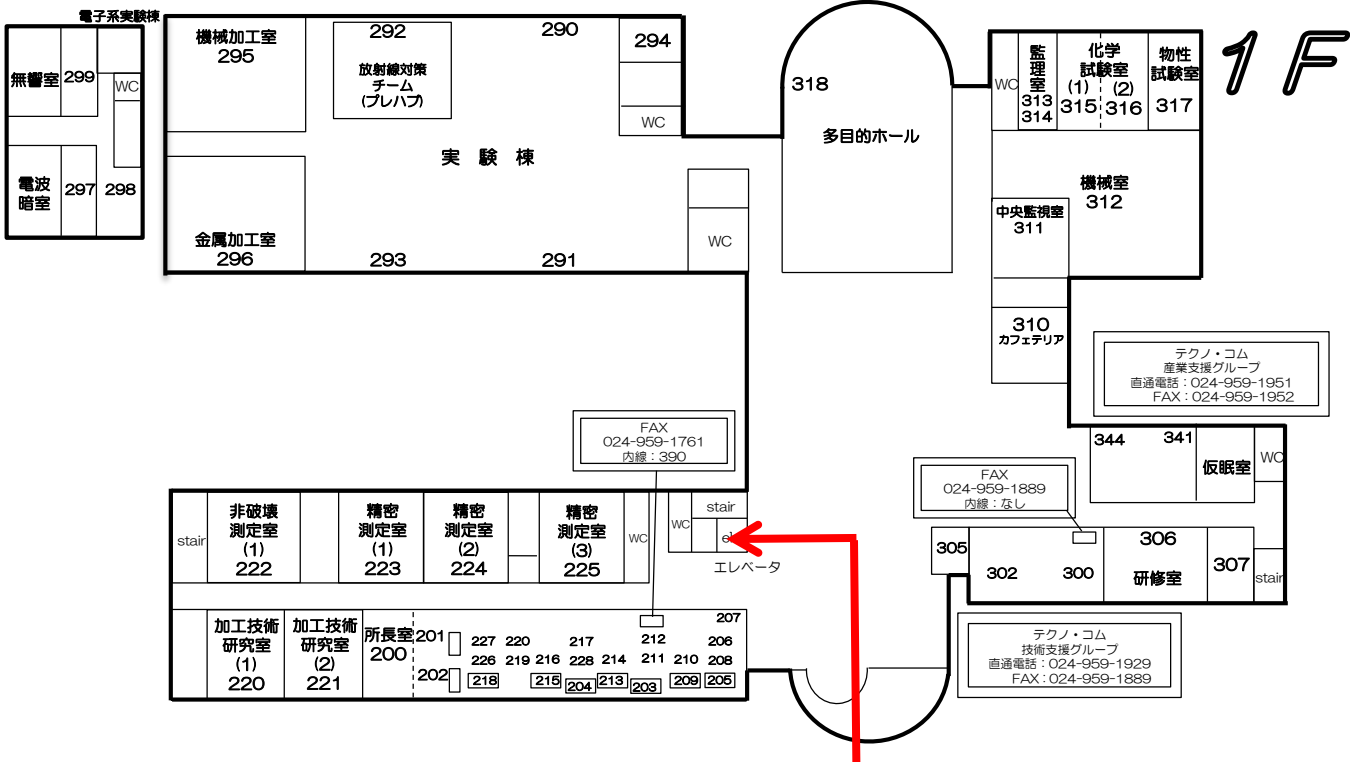 電子系実験棟
1F
無響室
299
WC
電波
暗室
297
298
機械加工室
295
292
放射線対策
チーム
(プレハブ)
290
294
WC
実験棟
金属加工室
296
293
291
WC
318
多目的ホール
WC
監
理
室
313
314
化学
試験室
(1) (2)
315 316
物性
試験室
317
機械室
312
中央監視室
311
310
カフェテリア
テクノ・コム
産業支援グループ
直通電話：024-959-1951
FAX：024-959-1952
FAX
024-959-1761
内線：390
344
341
仮眠室
WC
FAX
024-959-1889
内線：なし
305
302
300
306
研修室
307
stair
stair
非破壊
測定室
(1)
222
精密
測定室
(1)
223
精密
測定室
(2)
224
精密
測定室
(3)
225
WC
WC
stair
エレベータ
加工技術
研究室
(1)
220
加工技術
研究室
(2)
221
所長室
200
201
202
207
227 220 217 212 206
226 219 216 228 214 211 210 208
218 215 204 213 203 209 205
テクノ・コム
技術支援グループ
直通電話：024-959-1929
FAX：024-959-1889